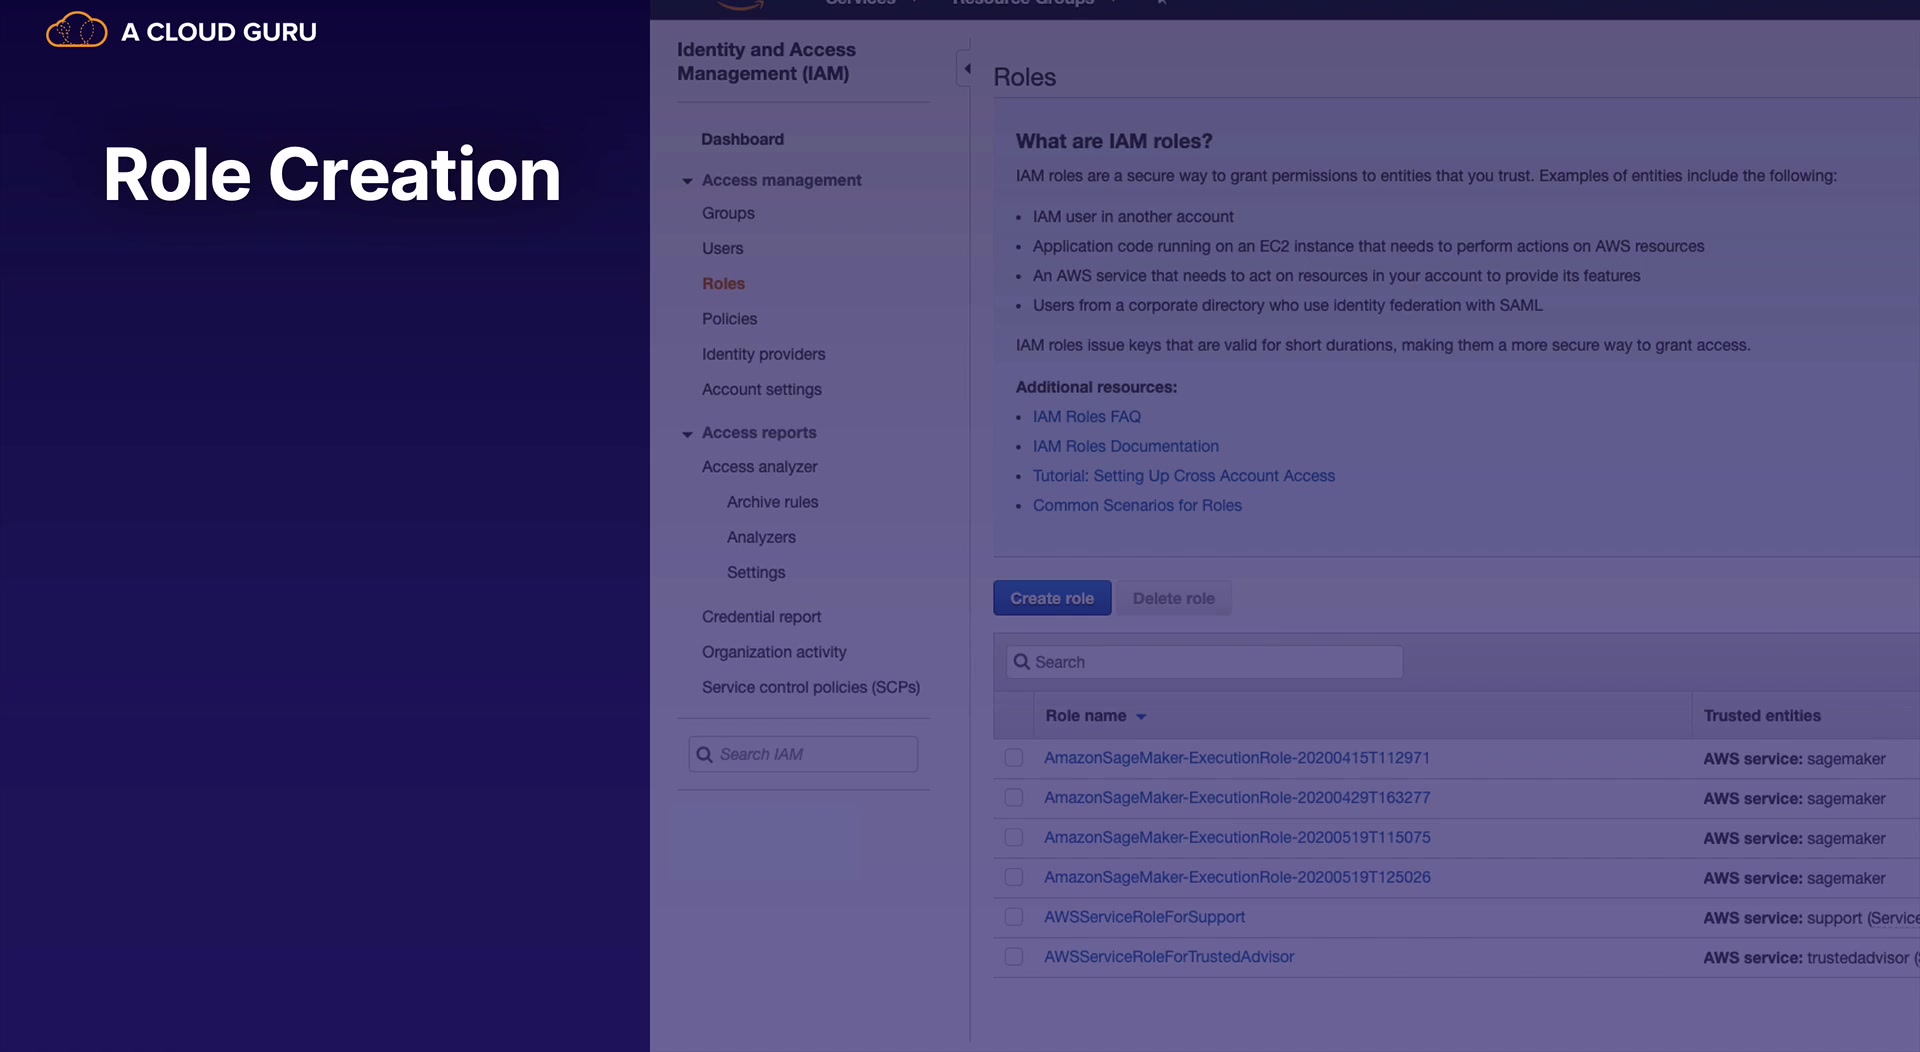 A CLOUD GURU
Role Creation
Services
Resource Groups
Identity and Access
Management (IAM)
Dashboard
Access management
Groups
Users
Roles
Policies
Identity providers
Account settings
Access reports
Access analyzer
Archive rules
Analyzers
Settings
Credential report
Organization activity
Service control policies (SCPs)
Search IAM
Roles
What are IAM roles?
IAM roles are a secure way to grant permissions to entities that you trust. Examples of entities include the following:
• IAM user in another account
• Application code running on an EC2 instance that needs to perform actions on AWS resources
• An AWS service that needs to act on resources in your account to provide its features
• Users from a corporate directory who use identity federation with SAML
IAM roles issue keys that are valid for short durations, making them a more secure way to grant access.
Additional resources:
• IAM Roles FAQ
• IAM Roles Documentation
• Tutorial: Setting Up Cross Account Access
• Common Scenarios for Roles
Create role
Delete role
Search
Role name
Trusted entities
AmazonSageMaker-ExecutionRole-20200415T112971
AWS service: sagemaker
AmazonSageMaker-ExecutionRole-20200429T163277
AWS service: sagemaker
AmazonSageMaker-ExecutionRole-20200519T115075
AWS service: sagemaker
AmazonSageMaker-ExecutionRole-20200519T125026
AWS service: sagemaker
AWSServiceRoleForSupport
AWS service: support (Service
AWSServiceRoleForTrustedAdvisor
AWS service: trustedadvisor (